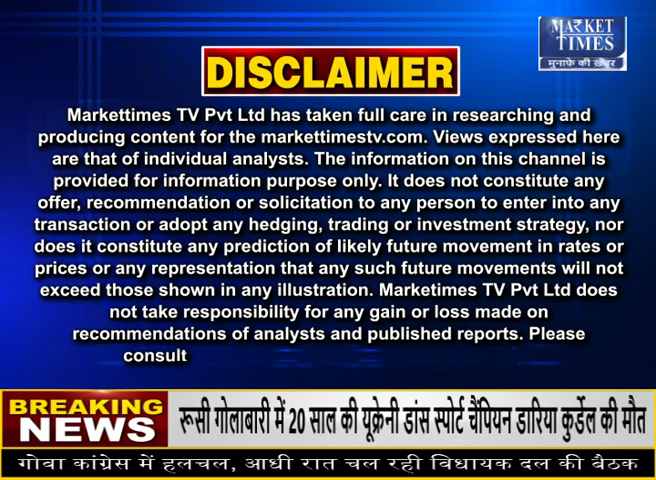 MARKET
TIMES
मुनाफे की खबर
DISCLAIMER
Markettimes TV Pvt Ltd has taken full care in researching and
producing content for the markettimestv.com. Views expressed here
are that of individual analysts. The information on this channel is
provided for information purpose only. It does not constitute any
offer, recommendation or solicitation to any person to enter into any
transaction or adopt any hedging, trading or investment strategy, nor
does it constitute any prediction of likely future movement in rates or
prices or any representation that any such future movements will not
exceed those shown in any illustration. Marketimes TV Pvt Ltd does
not take responsibility for any gain or loss made on
recommendations of analysts and published reports. Please
consult
BREAKING
NEWS
रूसी गोलाबारी में 20 साल की यूक्रेनी डांस स्पोर्ट चैंपियन डारिया कुर्डेल की मौत
गोवा कांग्रेस में हलचल, आधी रात चल रही विधायक दल की बैठक